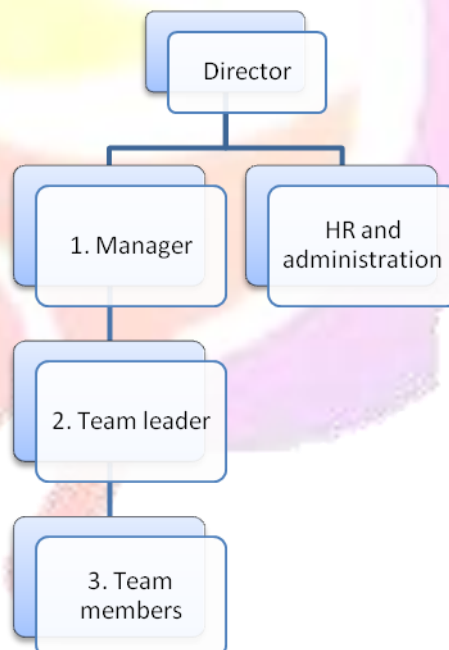 Director
1. Manager
HR and
administration
2. Team leader
3. Team
members